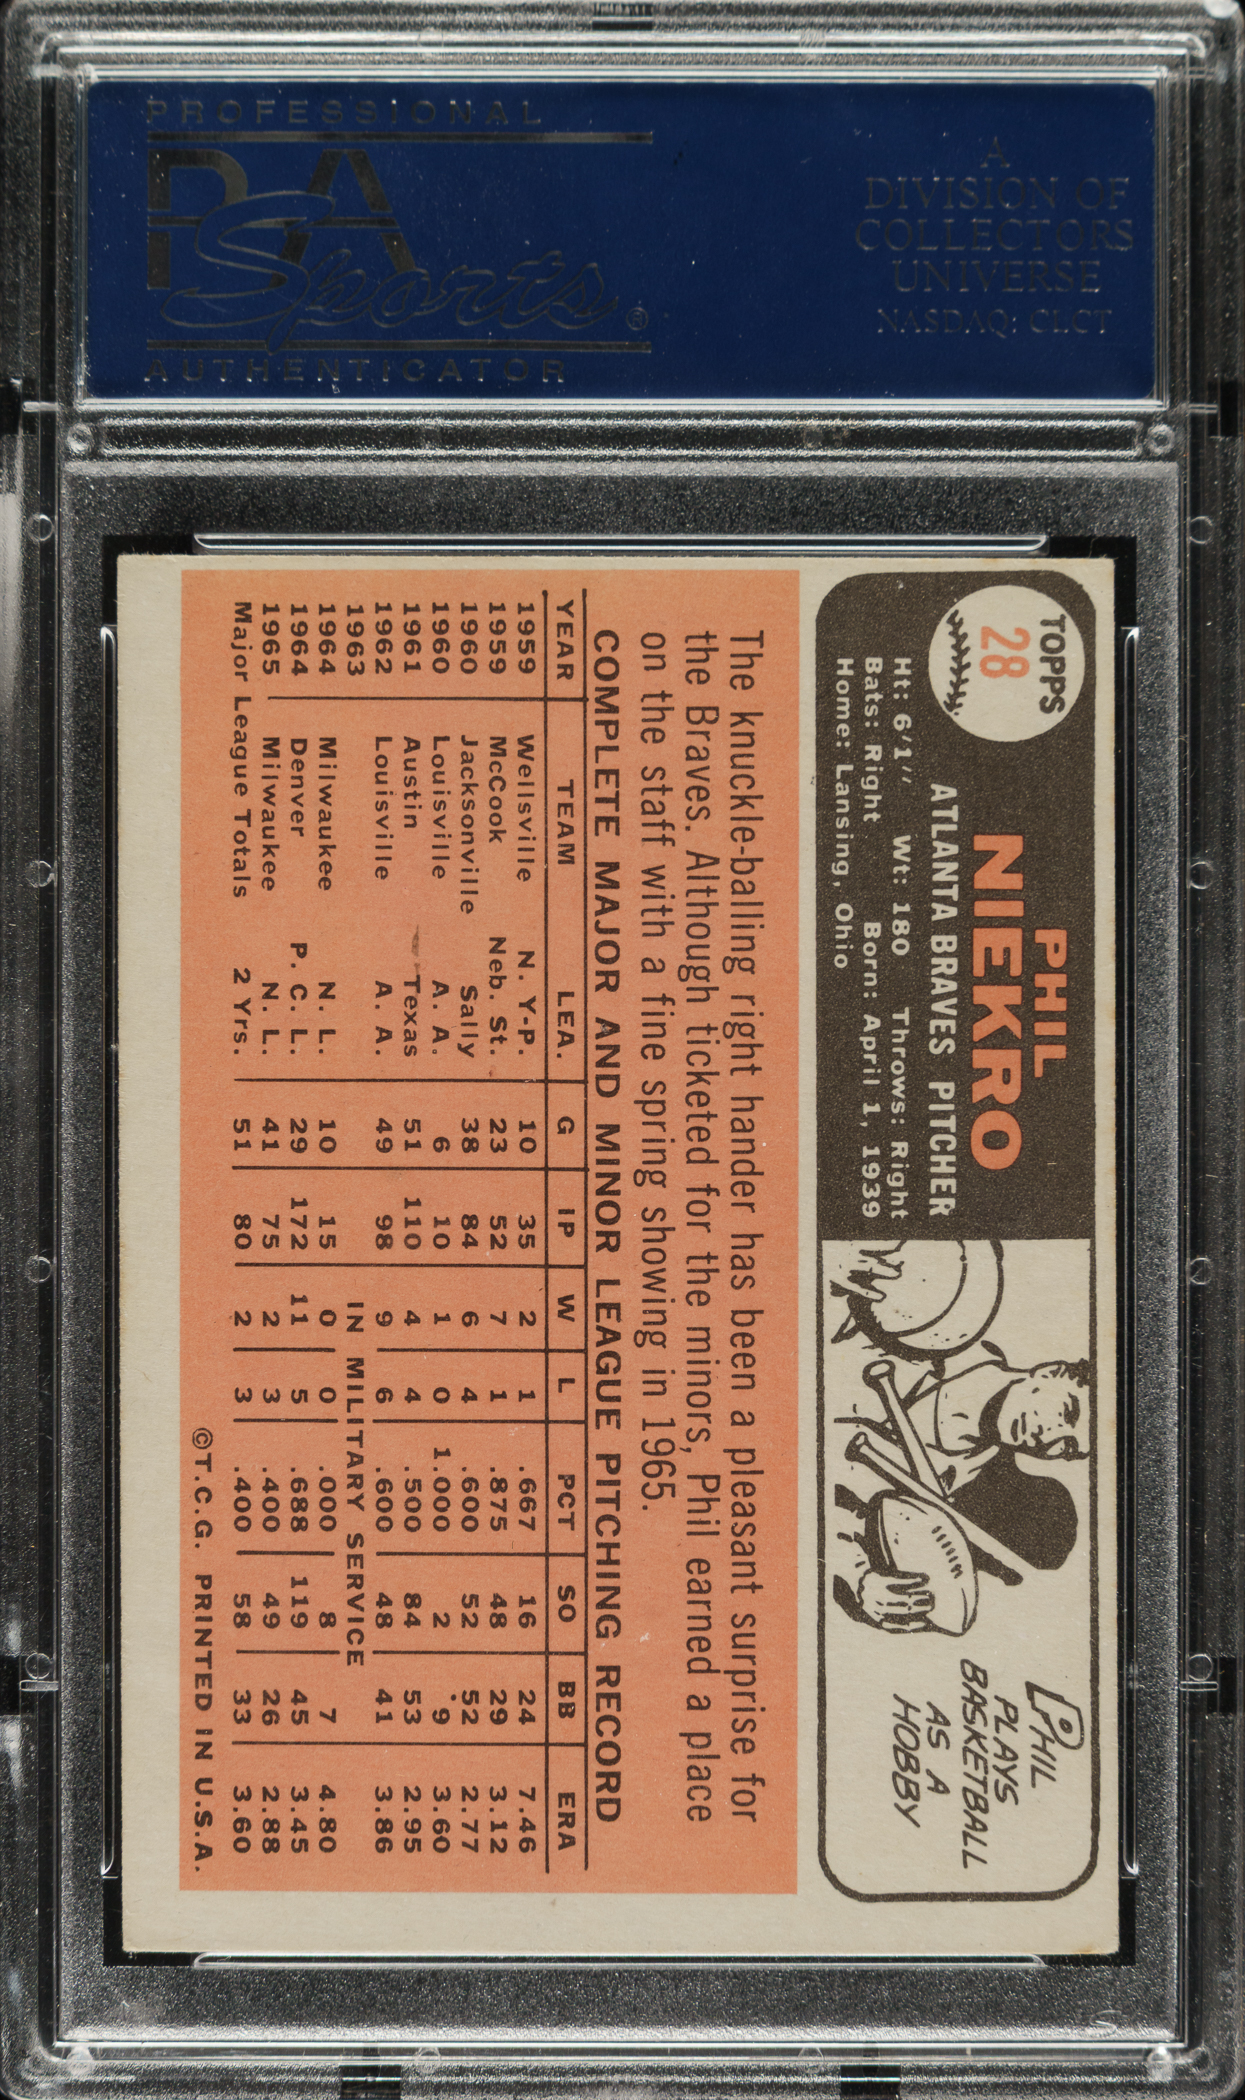 PROFESSIONAL
PSA
Sports®
AUTHENTICATOR
A
DIVISION OF
COLLECTORS
UNIVERSE
NASDAQ: CLCT
TOPPS
28
PHIL
NIEKRO
ATLANTA BRAVES PITCHER
Ht: 6'1" Wt: 180 Throws: Right
Bats: Right Born: April 1, 1939
Home: Lansing, Ohio
PHIL
PLAYS
BASKETBALL
AS A
HOBBY
The knuckle-balling right hander has been a pleasant surprise for
the Braves. Although ticketed for the minors, Phil earned a place
on the staff with a fine spring showing in 1965.
COMPLETE MAJOR AND MINOR LEAGUE PITCHING RECORD
YEAR TEAM LEA. G IP W L PCT SO BB ERA
1959 Wellsville N. Y-P. 10 35 2 1 .667 16 24 7.46
1959 McCook Neb. St. 23 52 7 1 .875 48 29 3.12
1960 Jacksonville Sally 38 84 6 4 .600 52 52 2.77
1960 Louisville A. A. 6 10 1 0 1.000 2 9 3.60
1961 Austin Texas 51 110 4 4 .500 84 53 2.95
1962 Louisville A. A. 49 98 9 6 .600 48 41 3.86
1963 IN MILITARY SERVICE
1964 Milwaukee N. L. 10 15 0 0 .000 8 7 4.80
1964 Denver P. C. L. 29 172 11 5 .688 119 45 3.45
1965 Milwaukee N. L. 41 75 2 3 .400 49 26 2.88
Major League Totals 2 Yrs. 51 80 2 3 .400 58 33 3.60
©T.C.G. PRINTED IN U.S.A.